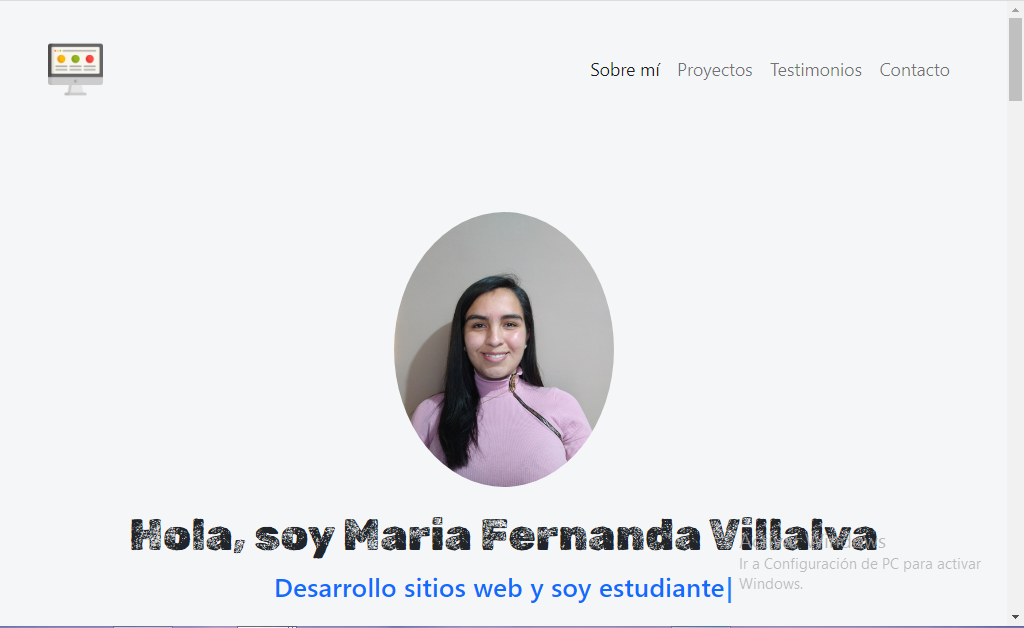 Sobre mí Proyectos Testimonios Contacto
Hola, soy Maria Fernanda Villalva
Ir a Configuración de PC para activar
Windows.
Desarrollo sitios web y soy estudiante|